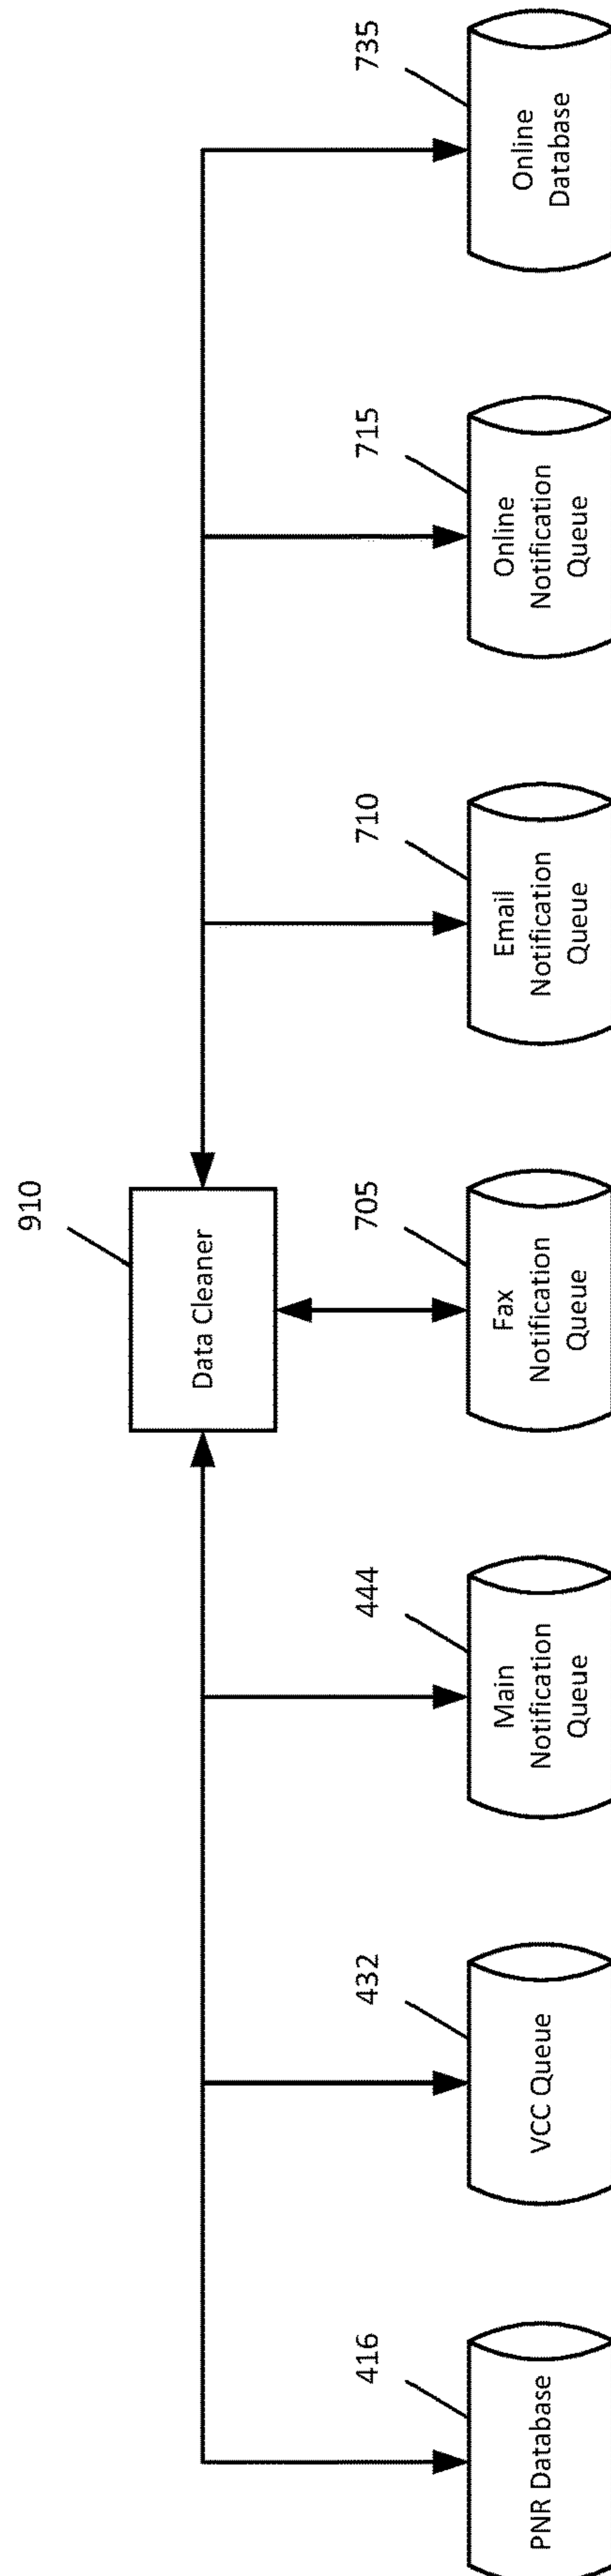 910
Data Cleaner
416
PNR Database
432
VCC Queue
444
Main
Notification
Queue
705
Fax
Notification
Queue
710
Email
Notification
Queue
715
Online
Notification
Queue
735
Online
Database